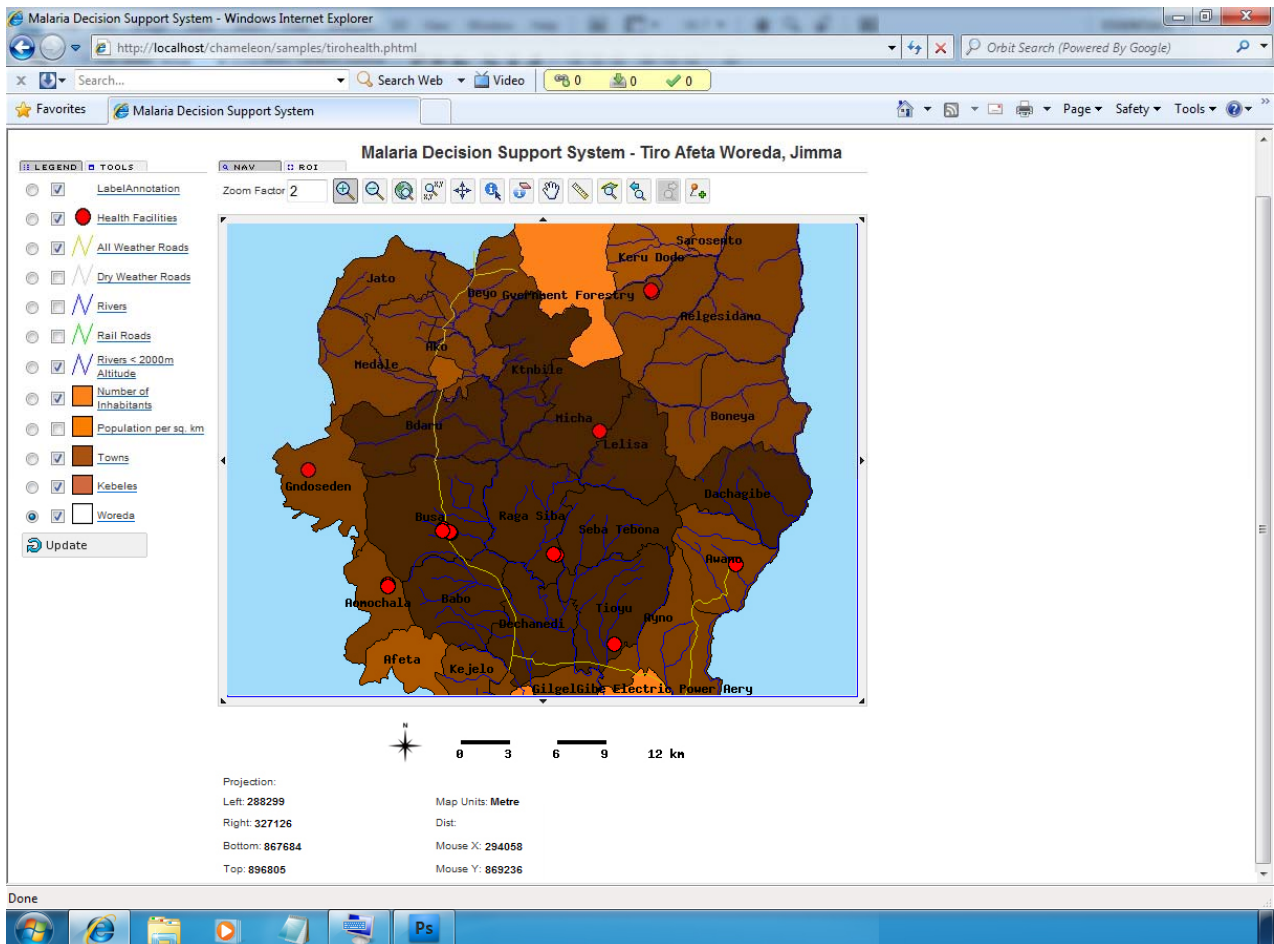 Malaria Decision Support System - Windows Internet Explorer
http://localhost/chameleon/samples/tirohealth.phtml
Orbit Search (Powered By Google)
x Search... Search Web Video 0 0 0
Favorites Malaria Decision Support System Page Safety Tools
Malaria Decision Support System - Tiro Afeta Woreda, Jimma
LEGEND TOOLS
NAV ROI
Zoom Factor 2
LabelAnnotation
Health Facilities
All Weather Roads
Dry Weather Roads
Rivers
Rail Roads
Rivers < 2000m
Altitude
Number of
Inhabitants
Population per sq. km
Towns
Kebeles
Woreda
Update
Sarosento
Keru Dodo
Jato
Deyo
Gvernment Forestry
Aelgesidamo
Ako
Medale
Ktnbile
Micha
Boneya
Bdaru
Lelisa
Gndoseden
Dachagibe
Busa
Raga Siba
Seba Tebona
Awamo
Aomochala
Babo
Tioyu
Ayno
Dechanedi
Afeta
Kejelo
GilgelGibe Electric Power Aery
N
0 3 6 9 12 km
Projection:
Left: 288299 Map Units: Metre
Right: 327126 Dist:
Bottom: 867684 Mouse X: 294058
Top: 896805 Mouse Y: 869236
Done
Ps